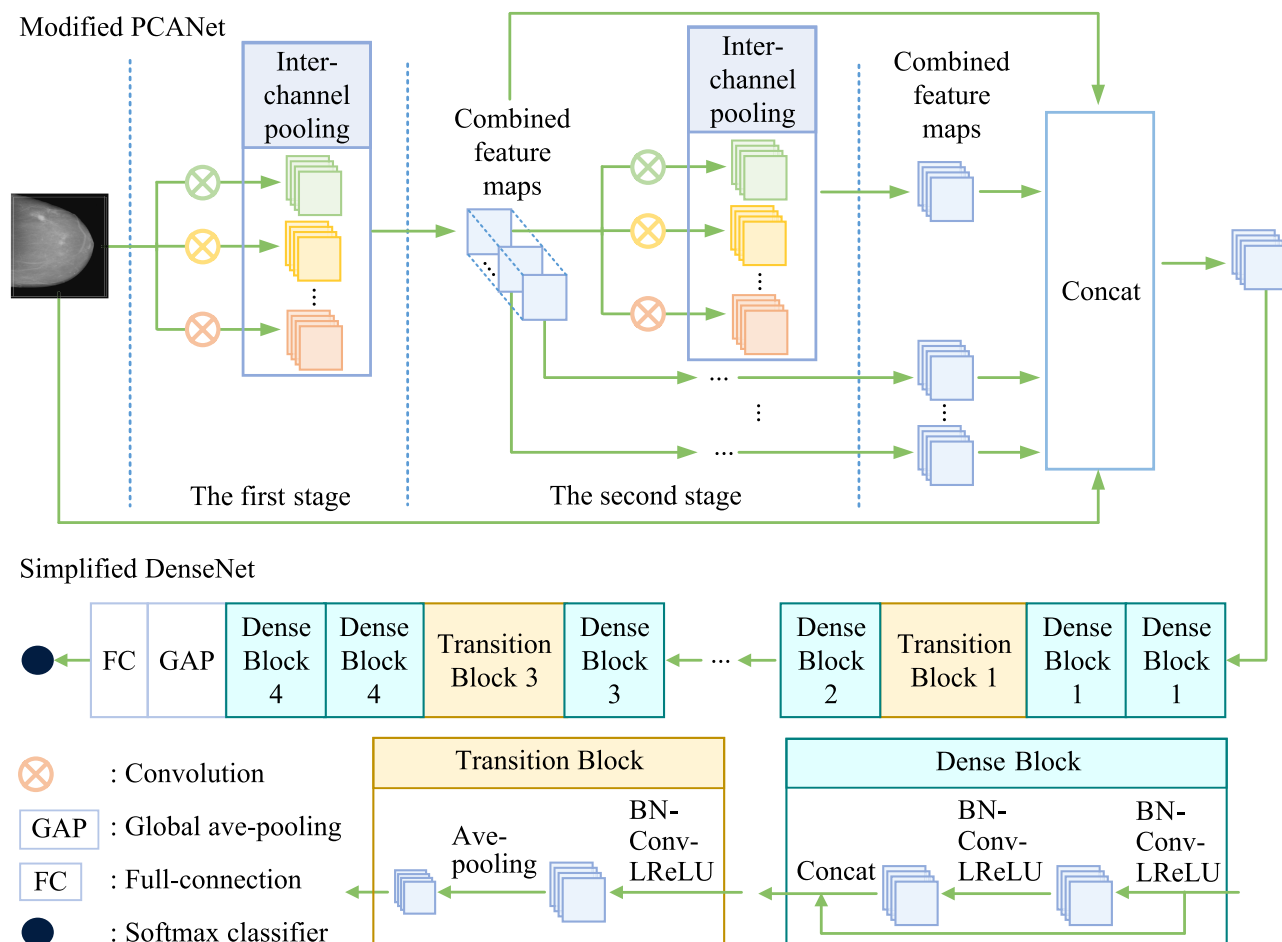 Modified PCANet
Inter-
channel
pooling
The first stage
Combined
feature
maps
Inter-
channel
pooling
...
...
The second stage
Combined
feature
maps
Concat
Simplified DenseNet
FC
GAP
Dense
Block
4
Dense
Block
4
Transition
Block 3
Dense
Block
3
...
Dense
Block
2
Transition
Block 1
Dense
Block
1
Dense
Block
1
: Convolution
GAP : Global ave-pooling
FC : Full-connection
: Softmax classifier
Transition Block
Ave-
pooling
BN-
Conv-
LReLU
Dense Block
Concat
BN-
Conv-
LReLU
BN-
Conv-
LReLU